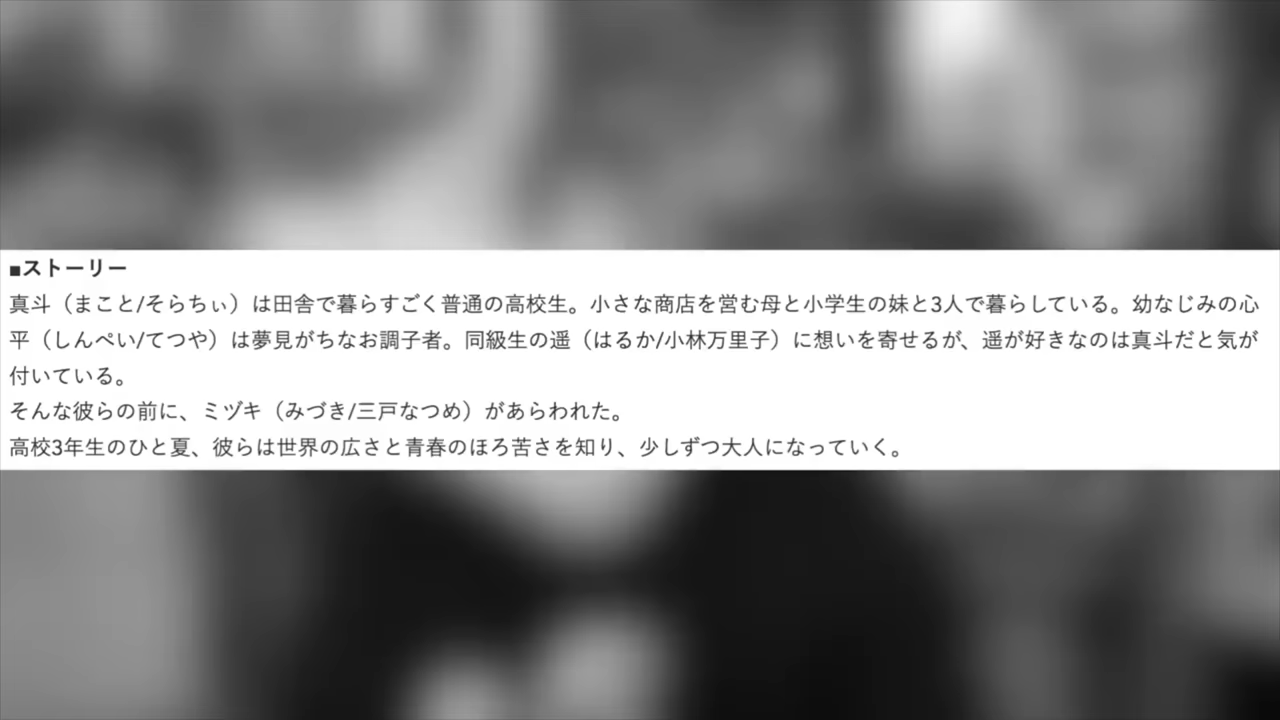 ■ストーリー
真斗（まこと/そらちぃ）は田舎で暮らすごく普通の高校生。小さな商店を営む母と小学生の妹と3人で暮らしている。幼なじみの心
平（しんぺい/てつや）は夢見がちなお調子者。同級生の遥（はるか/小林万里子）に想いを寄せるが、遥が好きなのは真斗だと気が
付いている。
そんな彼らの前に、ミヅキ（みづき/三戸なつめ）があらわれた。
高校3年生のひと夏、彼らは世界の広さと青春のほろ苦さを知り、少しずつ大人になっていく。